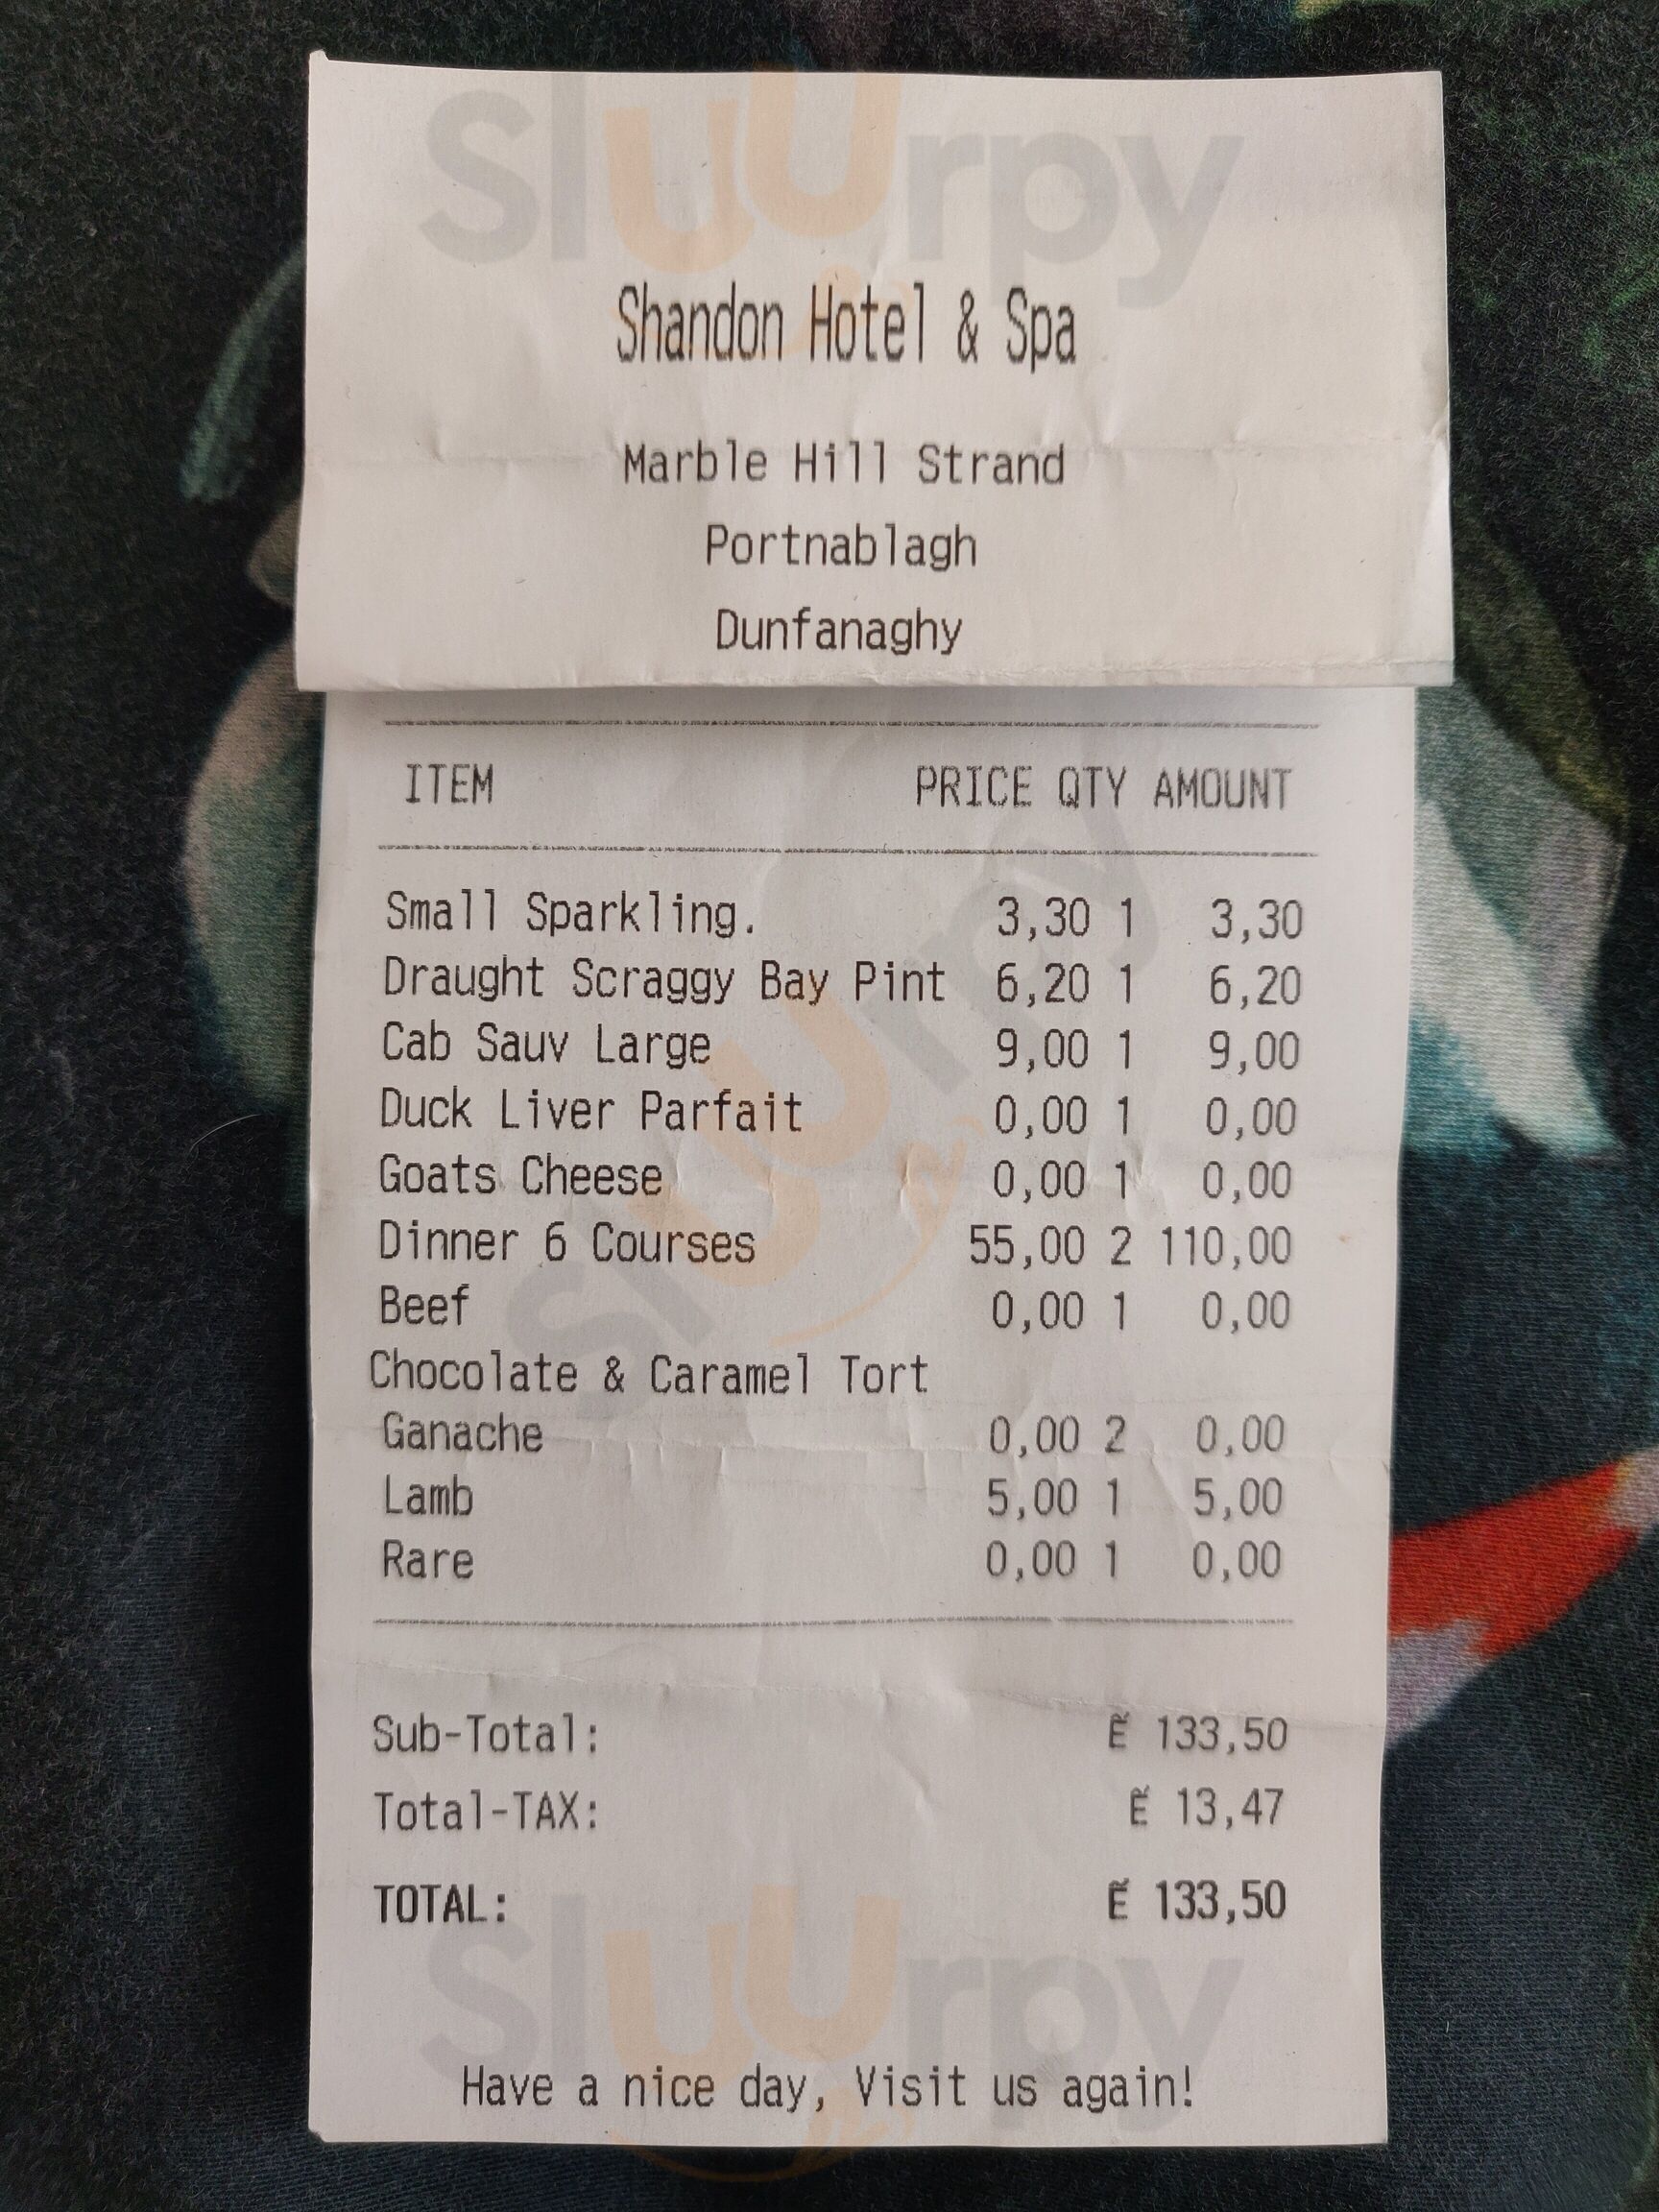 Sluurpy
Shandon Hotel & Spa
Marble Hill Strand
Portnablagh
Dunfanaghy
ITEM PRICE QTY AMOUNT
Small Sparkling. 3,30 1 3,30
Draught Scraggy Bay Pint 6,20 1 6,20
Cab Sauv Large 9,00 1 9,00
Duck Liver Parfait 0,00 1 0,00
Goats Cheese 0,00 1 0,00
Dinner 6 Courses 55,00 2 110,00
Beef 0,00 1 0,00
Chocolate & Caramel Tort
Ganache 0,00 2 0,00
Lamb 5,00 1 5,00
Rare 0,00 1 0,00
Sluurpy
Sub-Total: Ẽ 133,50
Total-TAX: Ẽ 13,47
TOTAL: Ẽ 133,50
Sluurpy
Have a nice day, Visit us again!